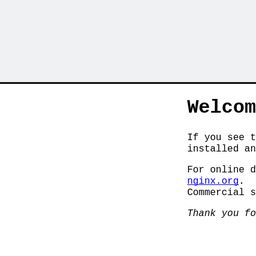 Welcom
If you see t
installed an
For online d
nginx.org.
Commercial s
Thank you fo